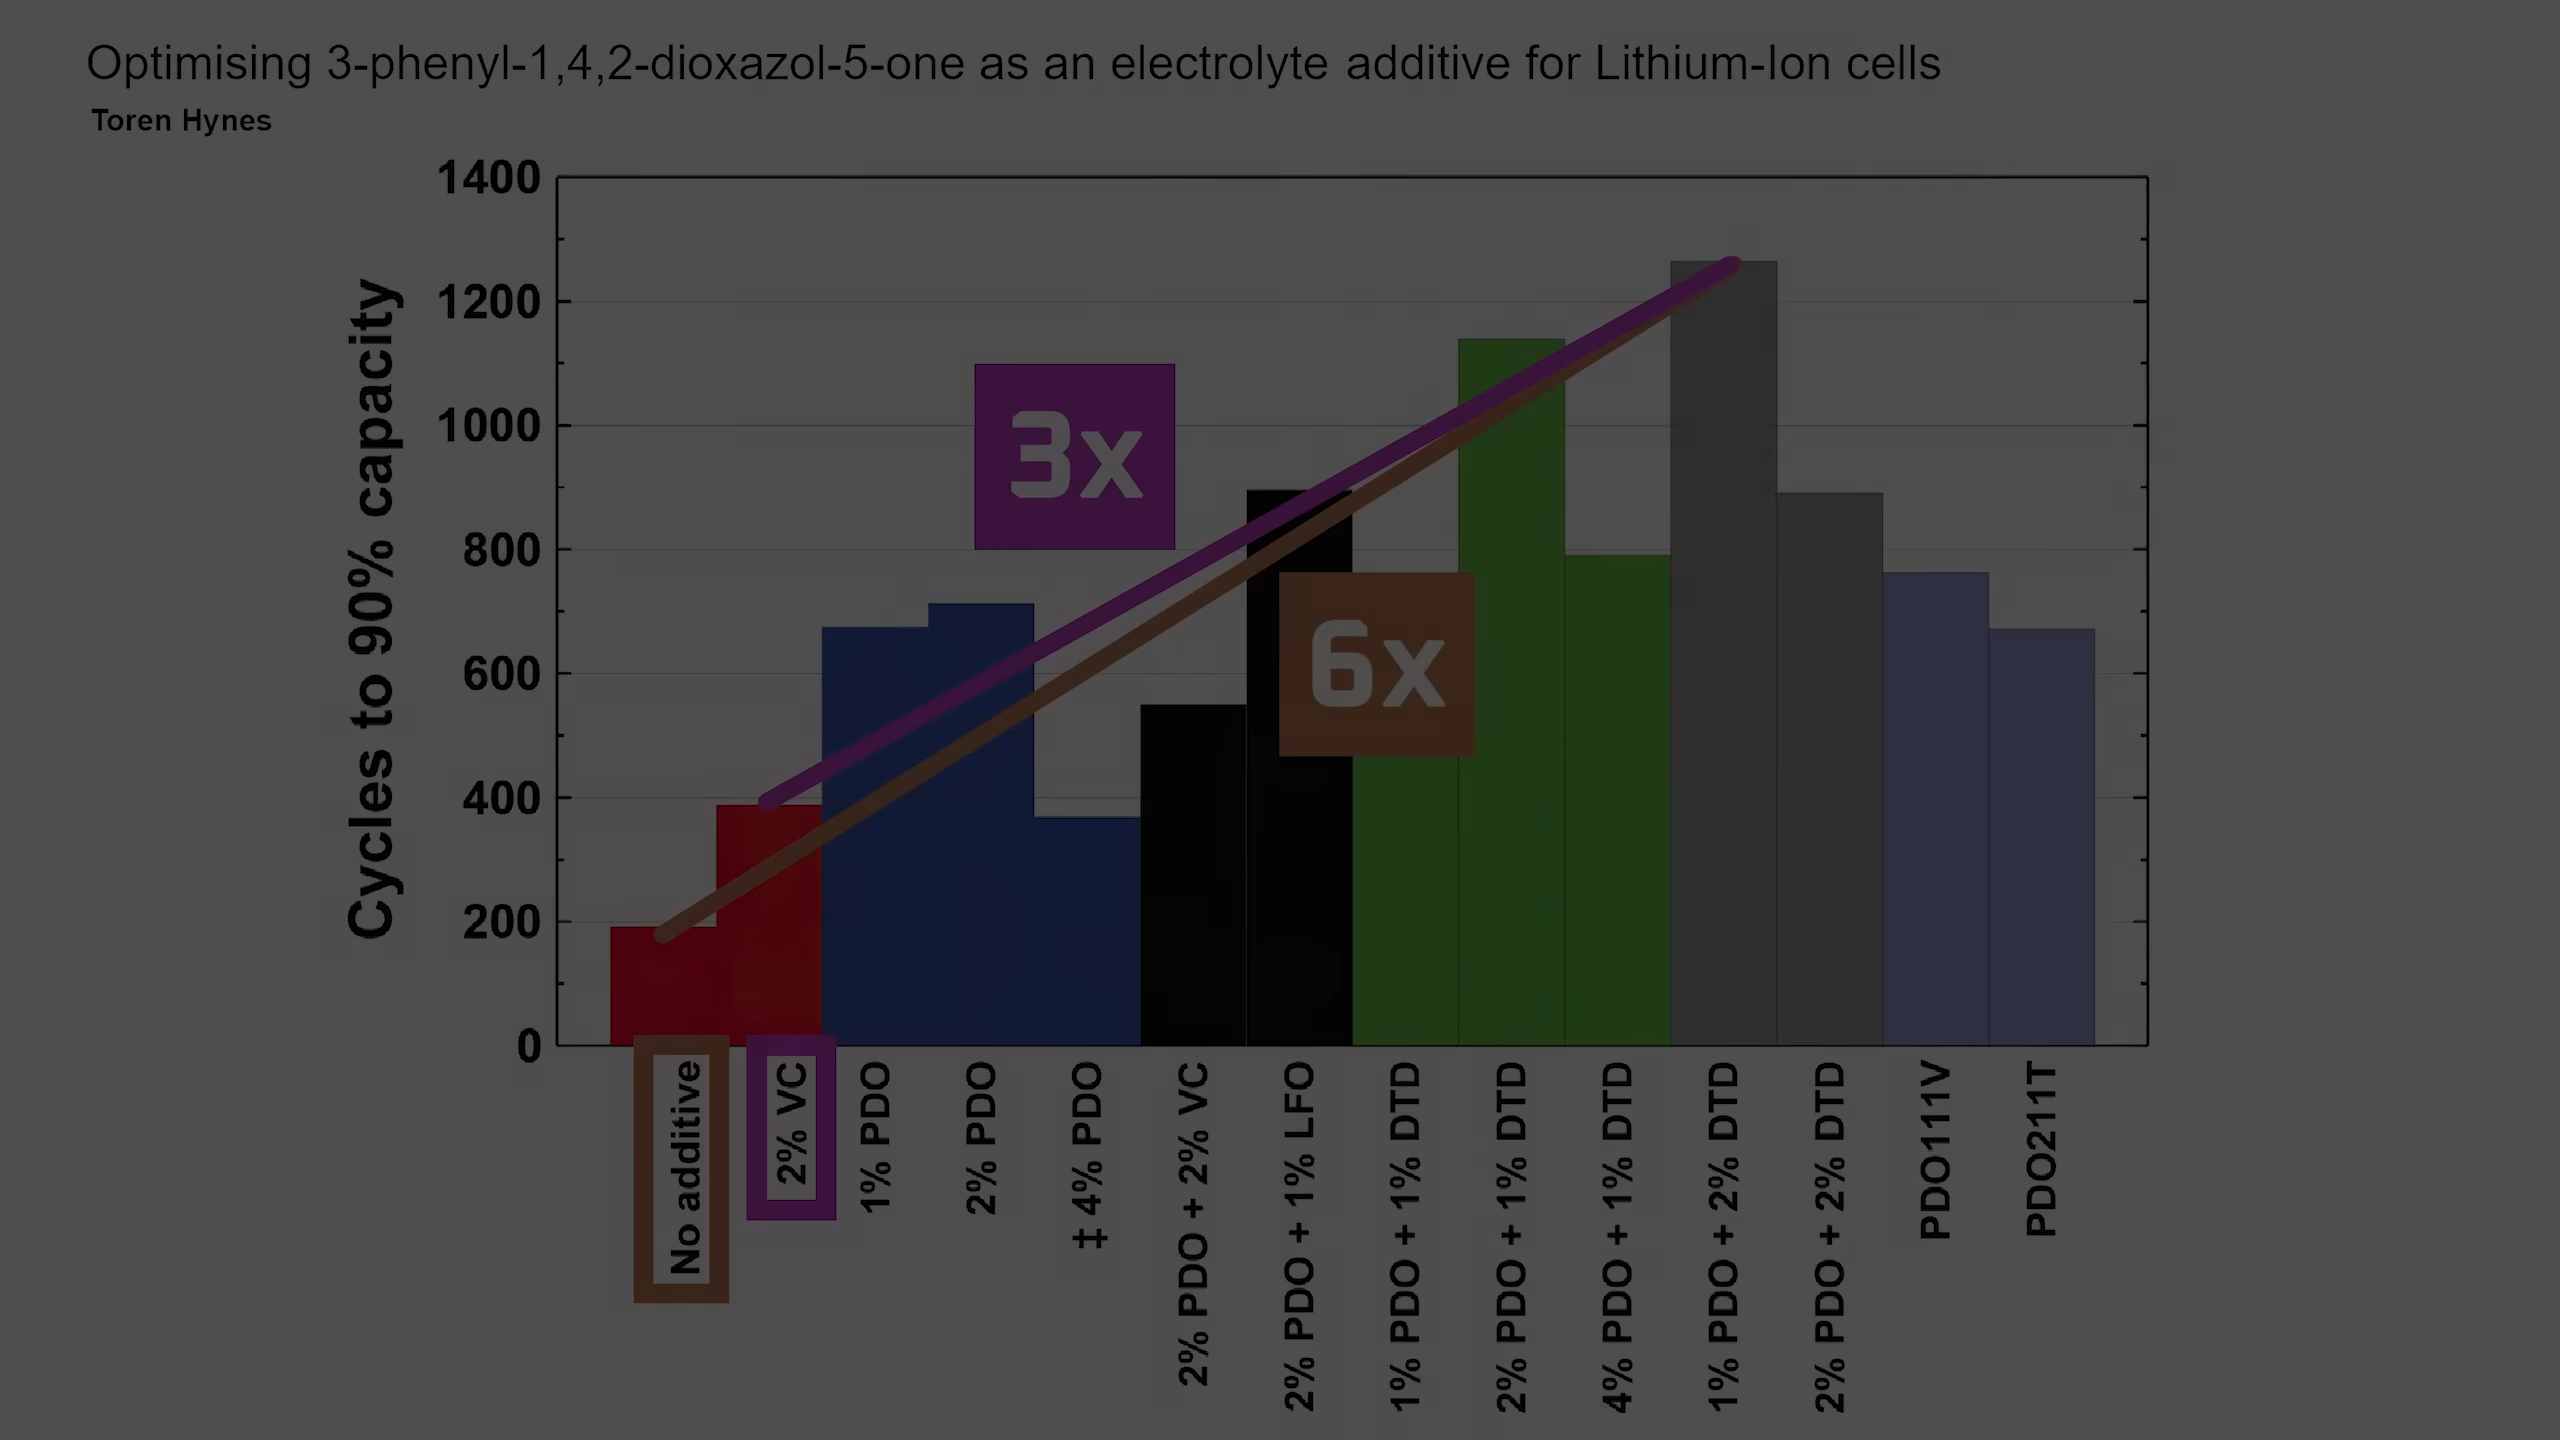 Optimising 3-phenyl-1,4,2-dioxazol-5-one as an electrolyte additive for Lithium-Ion cells
Toren Hynes
Cycles to 90% capacity
1400
1200
1000
800
600
400
200
0
3x
6x
No additive
2% VC
1% PDO
2% PDO
‡ 4% PDO
2% PDO + 2% VC
2% PDO + 1% LFO
1% PDO + 1% DTD
2% PDO + 1% DTD
4% PDO + 1% DTD
1% PDO + 2% DTD
2% PDO + 2% DTD
PDO111V
PDO211T